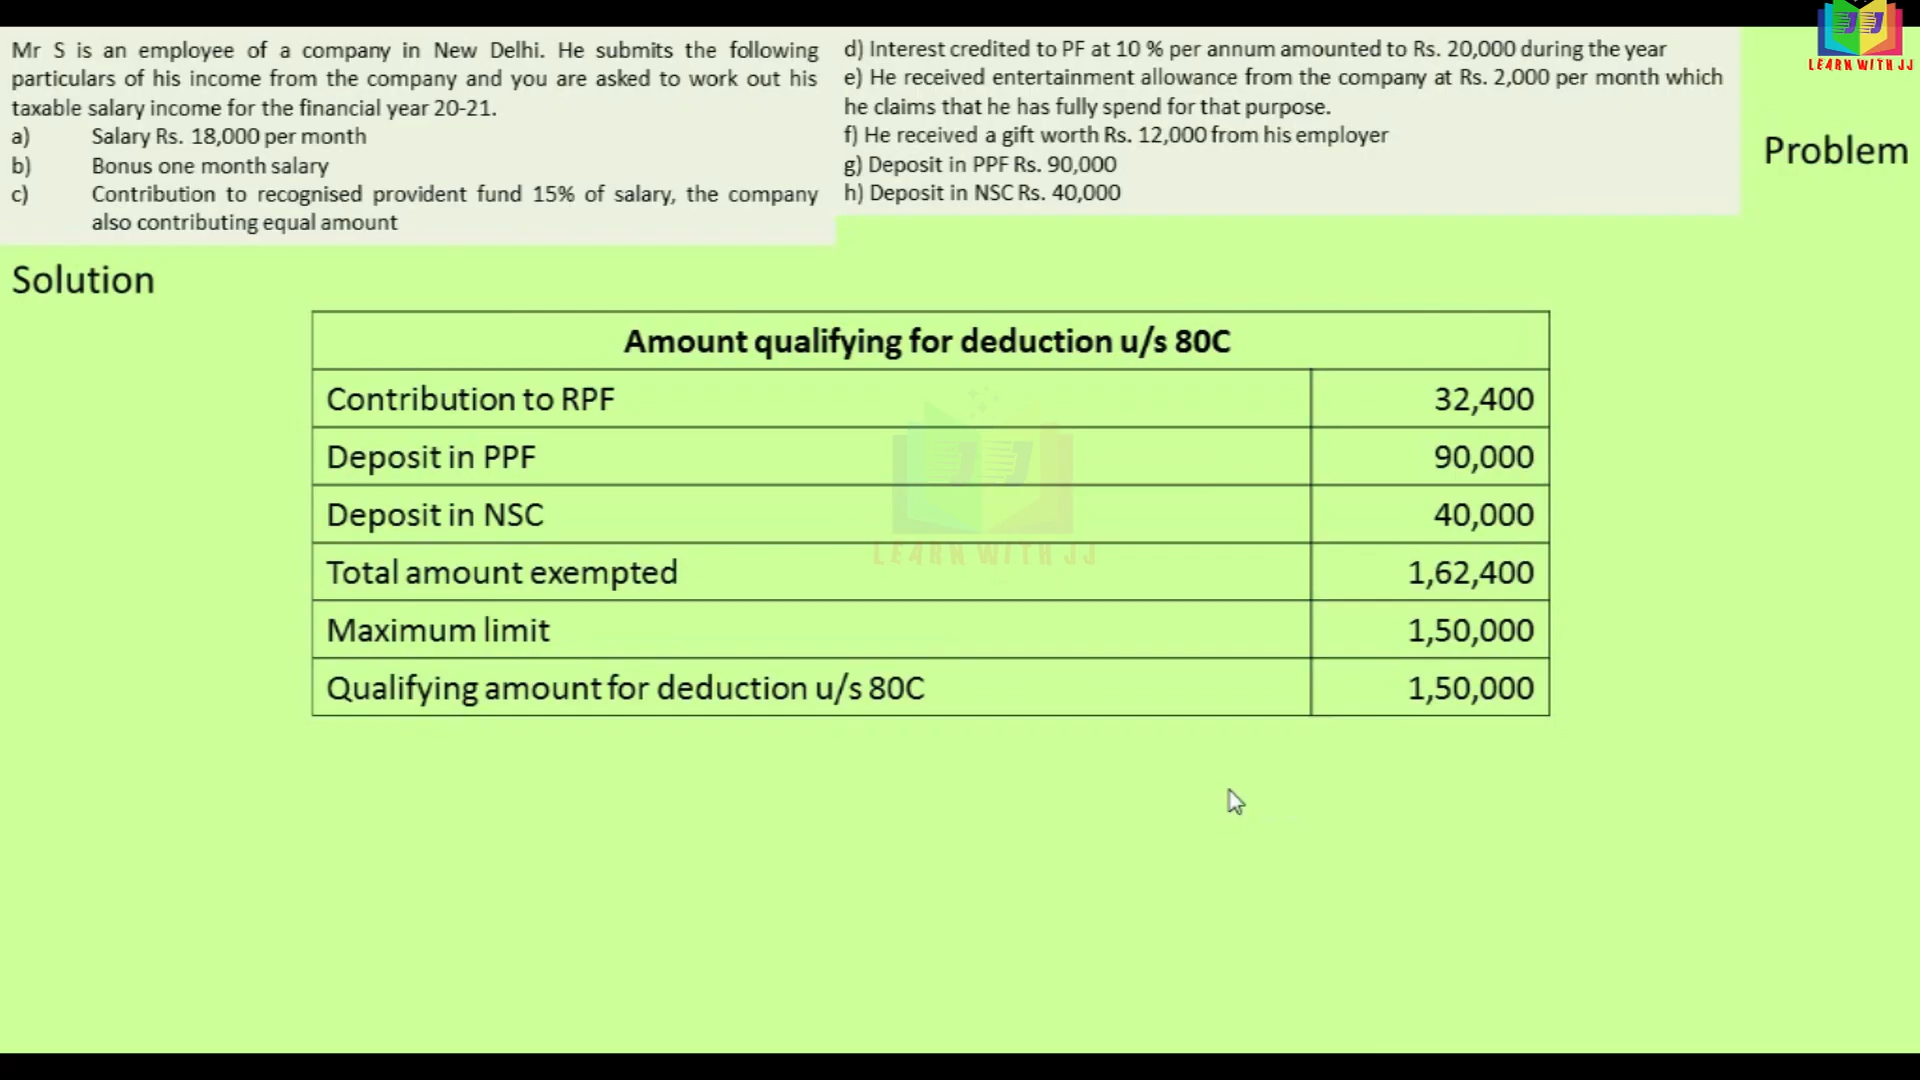 Mr S is an employee of a company in New Delhi. He submits the following
particulars of his income from the company and you are asked to work out his
taxable salary income for the financial year 20-21.
a) Salary Rs. 18,000 per month
b) Bonus one month salary
c) Contribution to recognised provident fund 15% of salary, the company
also contributing equal amount
d) Interest credited to PF at 10 % per annum amounted to Rs. 20,000 during the year
e) He received entertainment allowance from the company at Rs. 2,000 per month which
he claims that he has fully spend for that purpose.
f) He received a gift worth Rs. 12,000 from his employer
g) Deposit in PPF Rs. 90,000
h) Deposit in NSC Rs. 40,000
LEARN WITH JJ
Problem
Solution
Amount qualifying for deduction u/s 80C
Contribution to RPF 32,400
Deposit in PPF 90,000
Deposit in NSC 40,000
LEARN WITH JJ
Total amount exempted 1,62,400
Maximum limit 1,50,000
Qualifying amount for deduction u/s 80C 1,50,000